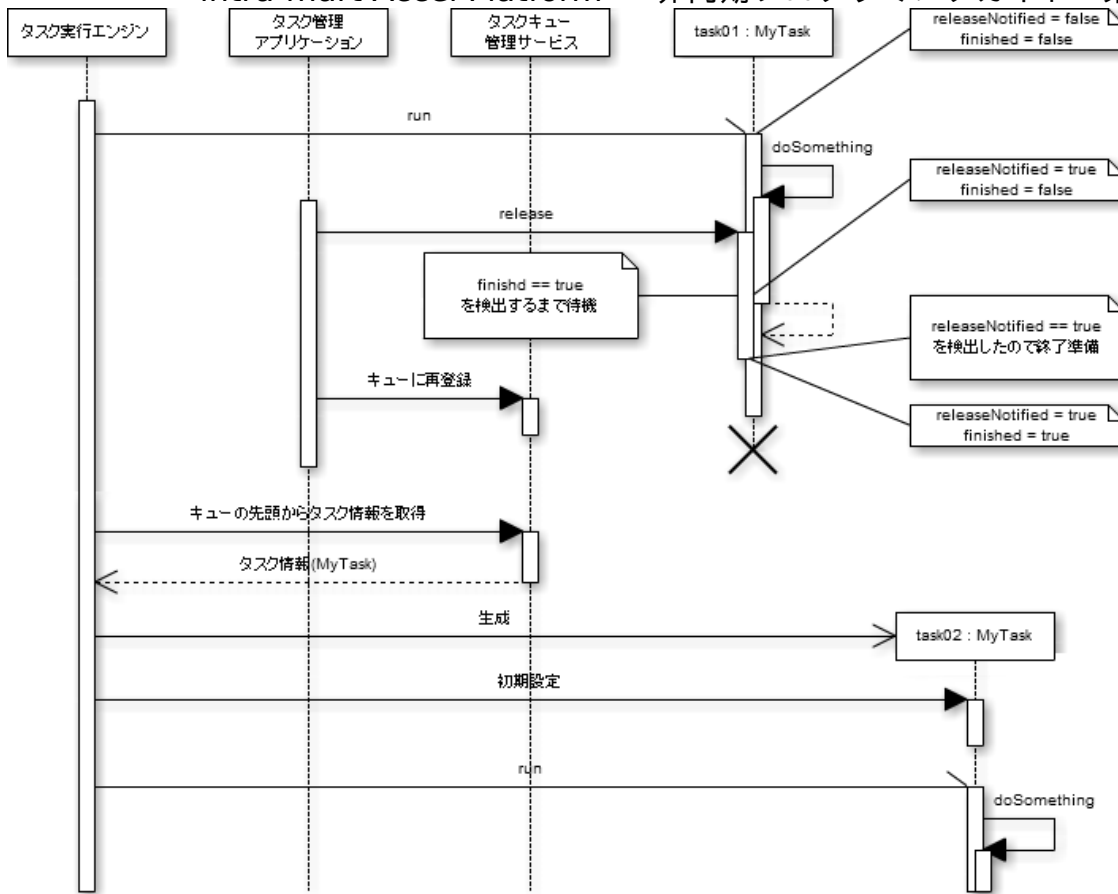 intra-mart Accel Platform
タスク実行エンジン
タスク管理
アプリケーション
タスクキュー
管理サービス
task01 : MyTask
releaseNotified = false
finished = false
run
doSomething
releaseNotified = true
finished = false
release
finishd == true
を検出するまで待機
releaseNotified == true
を検出したので終了準備
キューに再登録
releaseNotified = true
finished = true
キューの先頭からタスク情報を取得
タスク情報(MyTask)
生成
task02 : MyTask
初期設定
run
doSomething